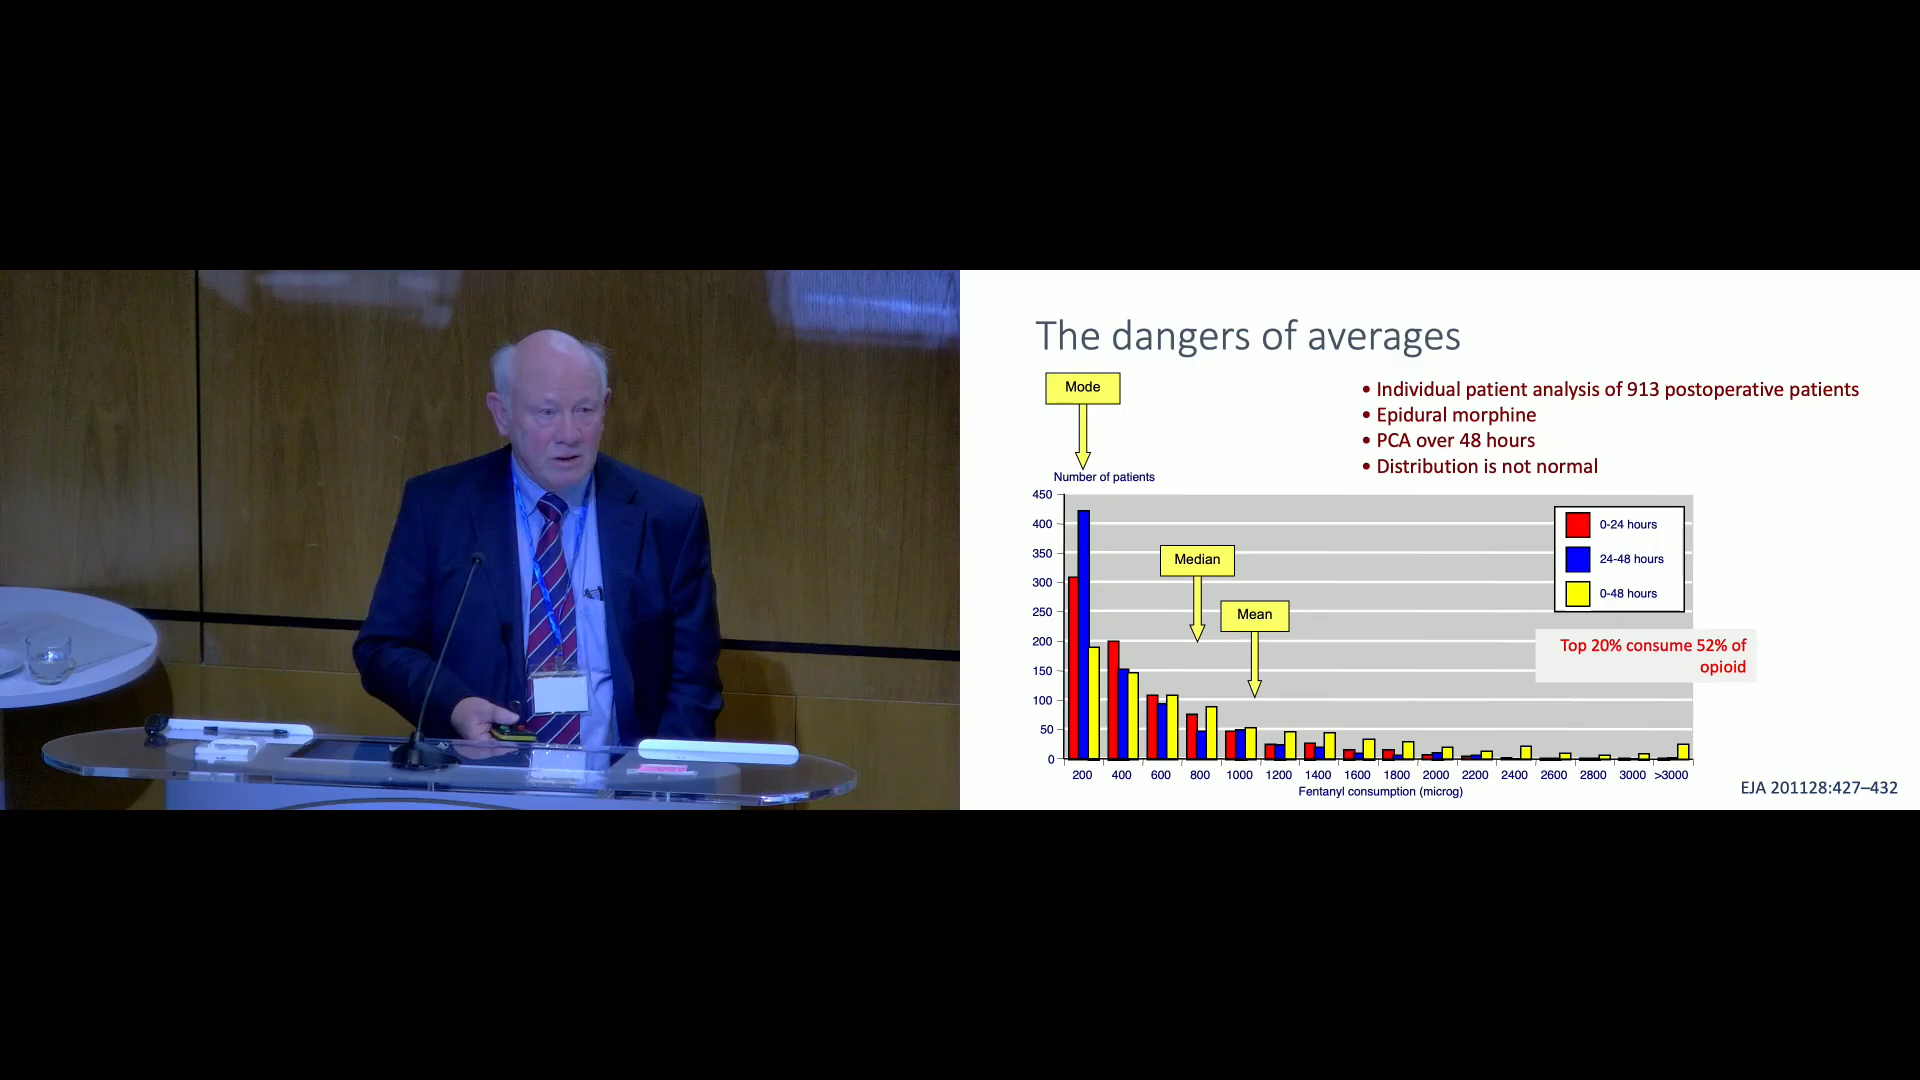 The dangers of averages
Mode
• Individual patient analysis of 913 postoperative patients
• Epidural morphine
• PCA over 48 hours
• Distribution is not normal
Number of patients
450
400
350
300
250
200
150
100
50
0
Median
Mean
0-24 hours
24-48 hours
0-48 hours
Top 20% consume 52% of
opioid
200 400 600 800 1000 1200 1400 1600 1800 2000 2200 2400 2600 2800 3000 >3000
Fentanyl consumption (microg)
EJA 201128:427–432